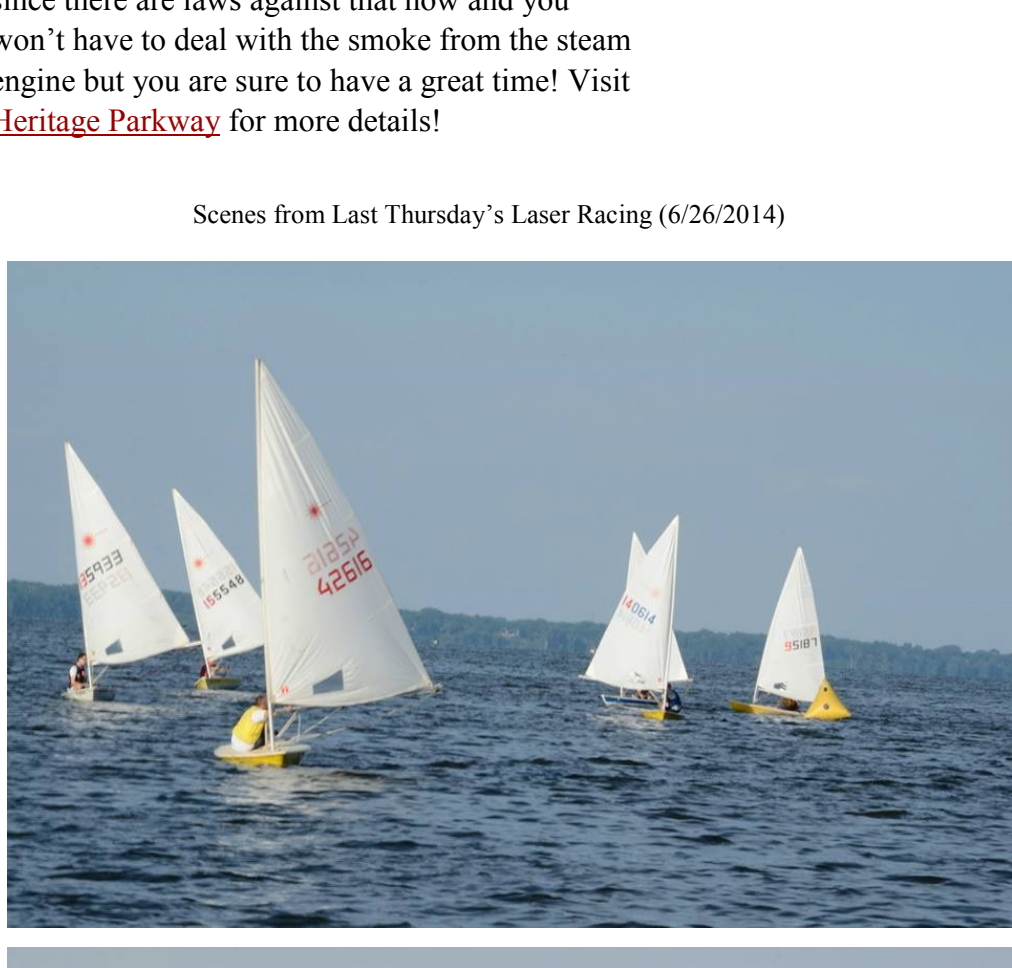 since there are laws against that now and you
won’t have to deal with the smoke from the steam
engine but you are sure to have a great time! Visit
Heritage Parkway for more details!
Scenes from Last Thursday’s Laser Racing (6/26/2014)
155548
42616
140614